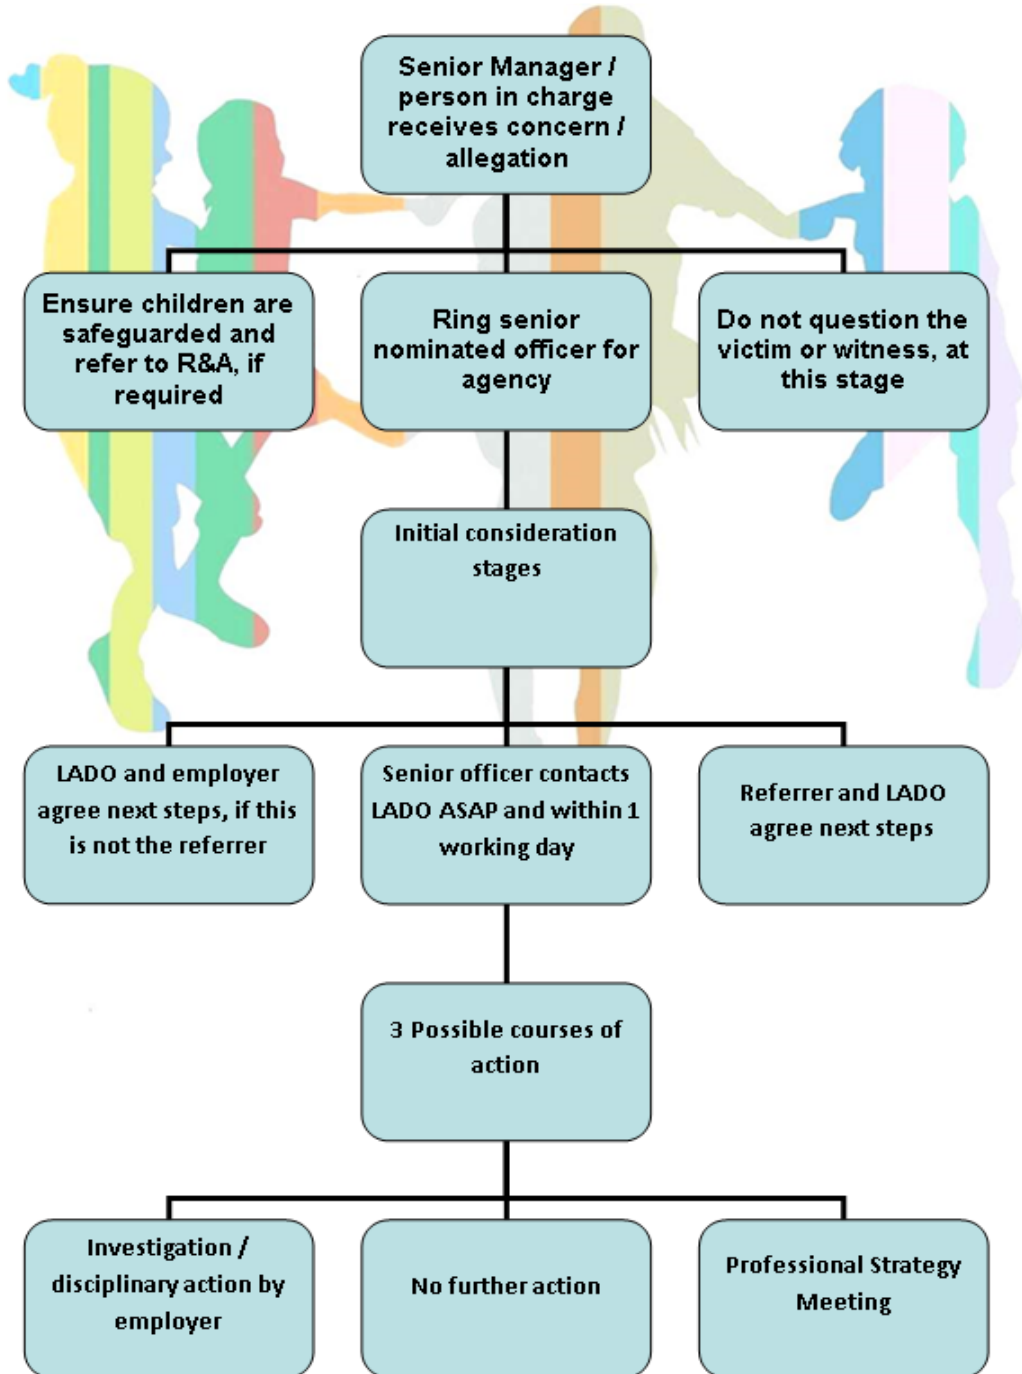 Senior Manager /
person in charge
receives concern /
allegation
Ensure children are
safeguarded and
refer to R&A, if
required
Ring senior
nominated officer for
agency
Do not question the
victim or witness, at
this stage
Initial consideration
stages
LADO and employer
agree next steps, if this
is not the referrer
Senior officer contacts
LADO ASAP and within 1
working day
Referrer and LADO
agree next steps
3 Possible courses of
action
Investigation /
disciplinary action by
employer
No further action
Professional Strategy
Meeting